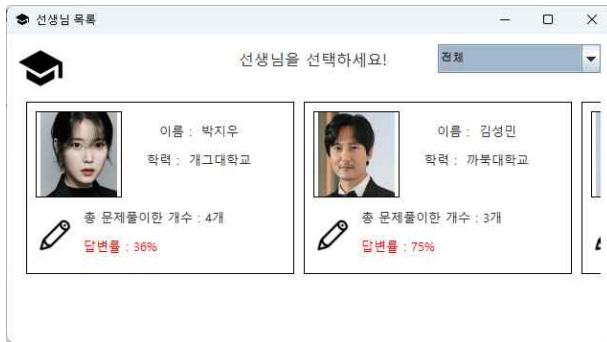 선생님 목록
선생님을 선택하세요!
전체
이름 : 박지우
학력 : 개그대학교
총 문제풀이한 개수 : 4개
답변률 : 36%
이름 : 김성민
학력 : 까북대학교
총 문제풀이한 개수 : 3개
답변률 : 75%